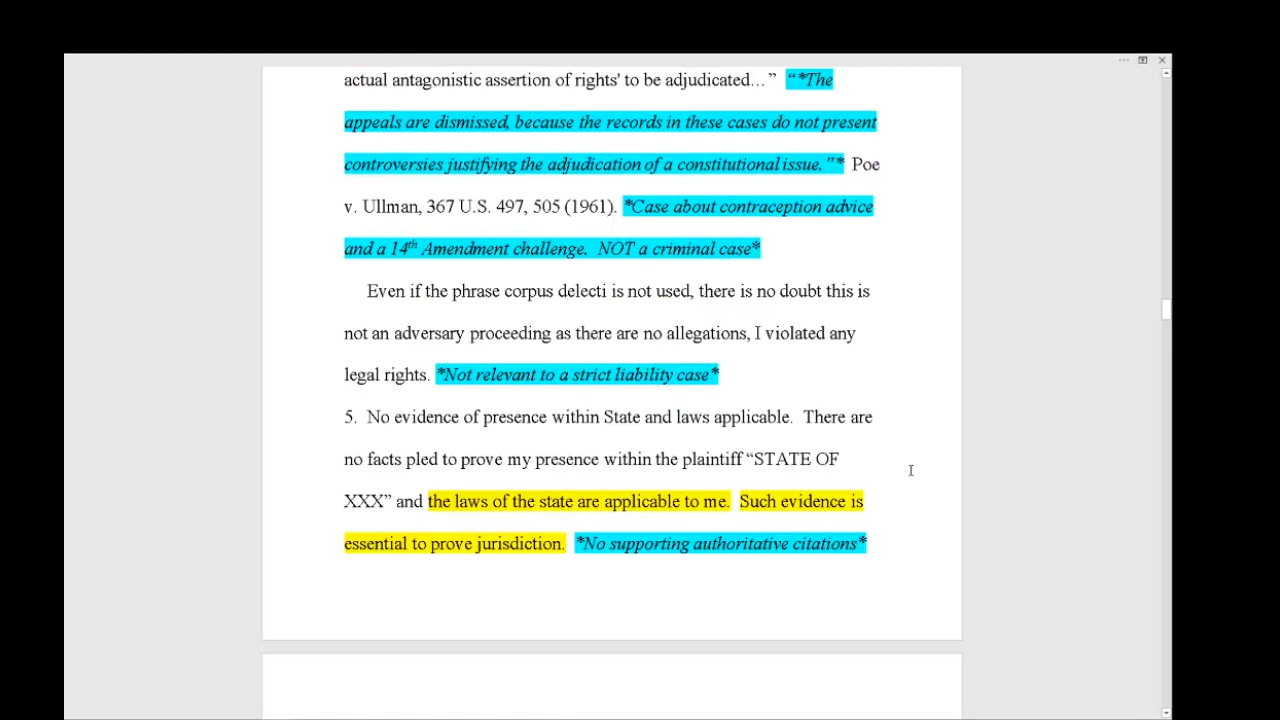 actual antagonistic assertion of rights' to be adjudicated…” “*The
appeals are dismissed, because the records in these cases do not present
controversies justifying the adjudication of a constitutional issue.”* Poe
v. Ullman, 367 U.S. 497, 505 (1961). *Case about contraception advice
and a 14th Amendment challenge. NOT a criminal case*
Even if the phrase corpus delecti is not used, there is no doubt this is
not an adversary proceeding as there are no allegations, I violated any
legal rights. *Not relevant to a strict liability case*
5. No evidence of presence within State and laws applicable. There are
no facts pled to prove my presence within the plaintiff “STATE OF
XXX” and the laws of the state are applicable to me. Such evidence is
essential to prove jurisdiction. *No supporting authoritative citations*